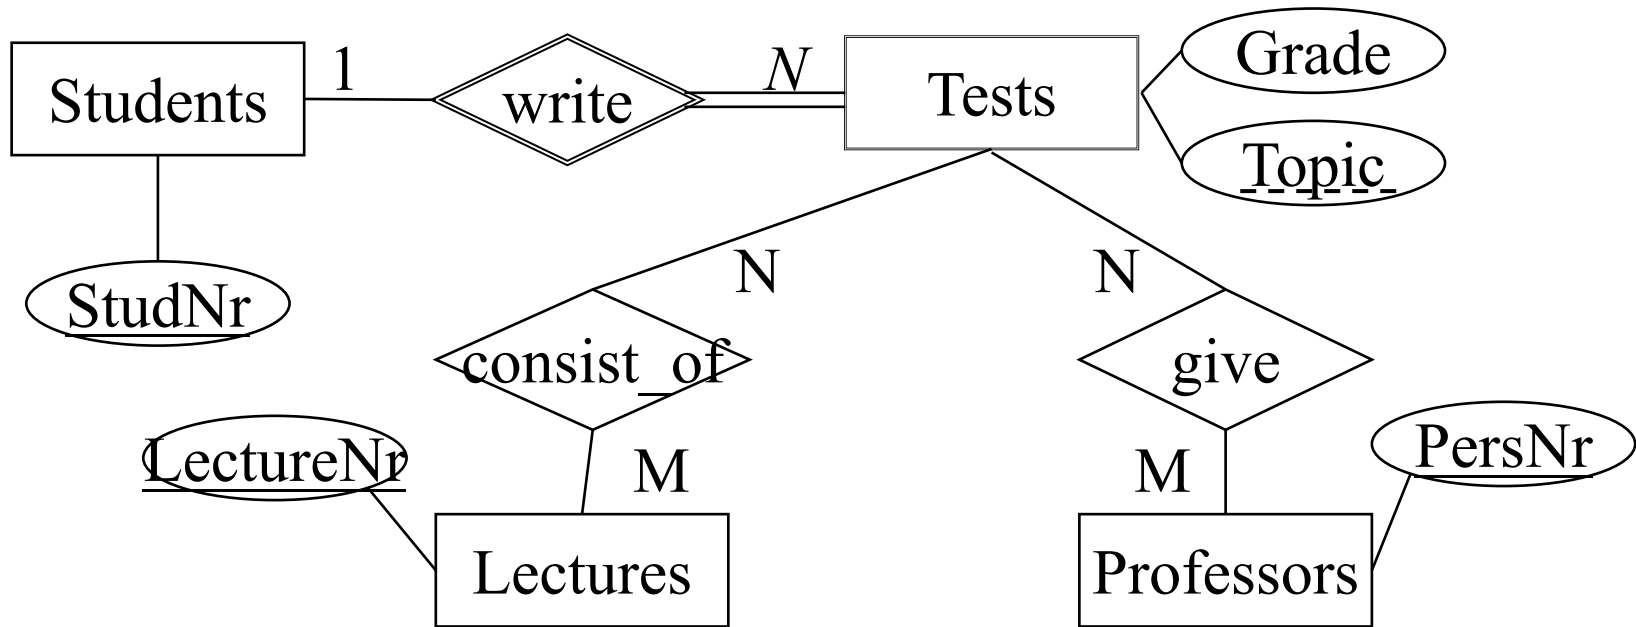 Students
1
write
N
Tests
Grade
Topic
StudNr
N
N
consist_of
give
LectureNr
M
M
PersNr
Lectures
Professors